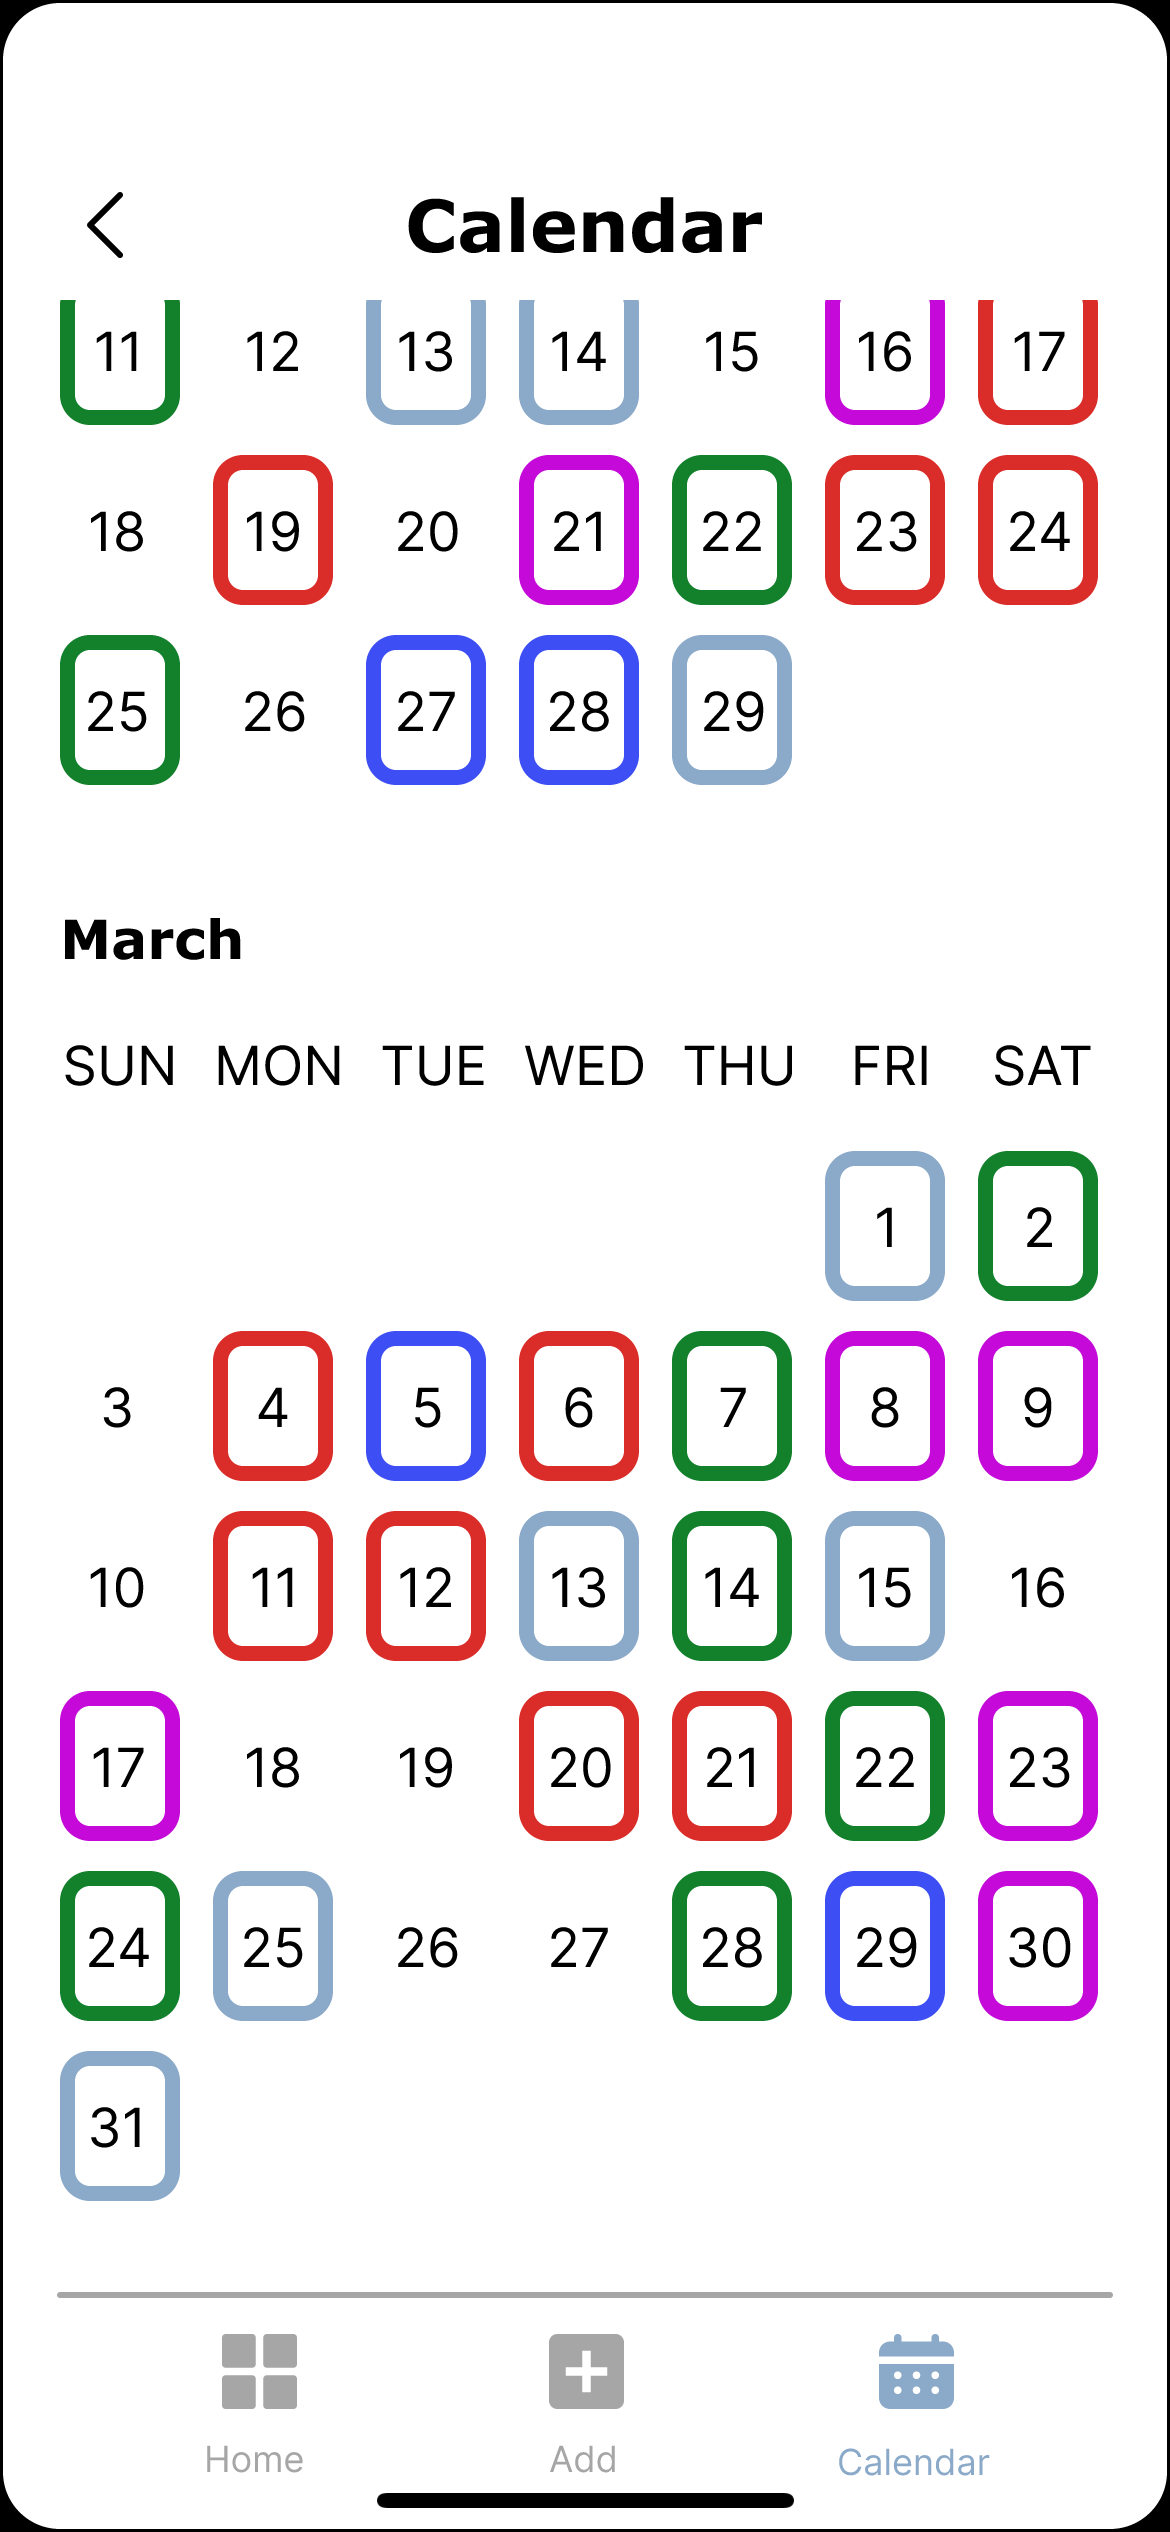 Calendar
11 12 13 14 15 16 17
18 19 20 21 22 23 24
25 26 27 28 29
March
SUN MON TUE WED THU FRI SAT
1 2
3 4 5 6 7 8 9
10 11 12 13 14 15 16
17 18 19 20 21 22 23
24 25 26 27 28 29 30
31
Home Add Calendar